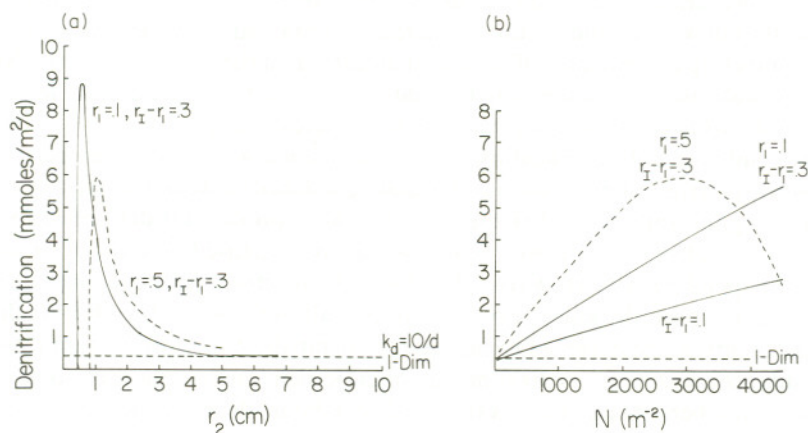 (a)
Denitrification (mmoles/m²/d)
10
9
8
7
6
5
4
3
2
1
r₁=.1, r_I-r₁=.3
r₁=.5, r_I-r₁=.3
k_d=10/d
1-Dim
1 2 3 4 5 6 7 8 9 10
r₂ (cm)
(b)
8
7
6
5
4
3
2
1
r₁=.5
r_I-r₁=.3
r₁=.1
r_I-r₁=.3
r_I-r₁=.1
1-Dim
1000 2000 3000 4000
N (m⁻²)